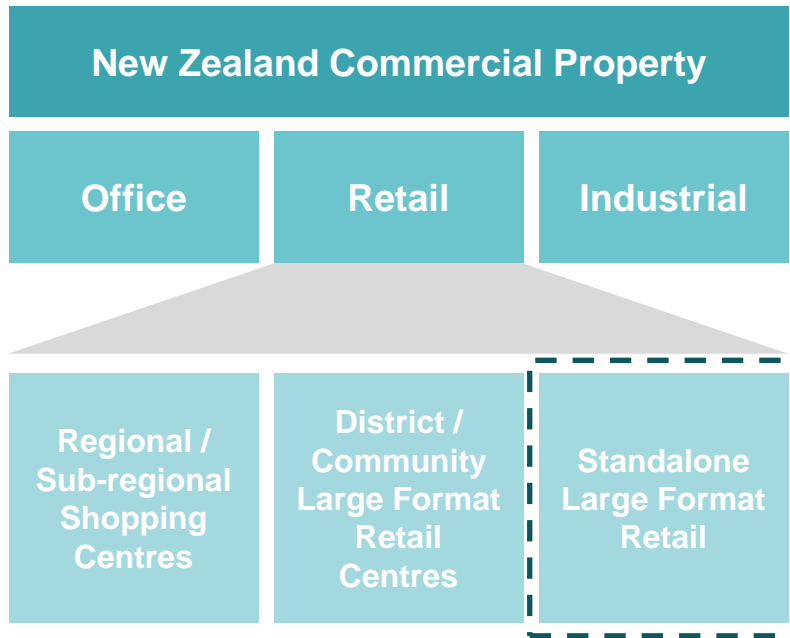 New Zealand Commercial Property
Office
Retail
Industrial
Regional /
Sub-regional
Shopping
Centres
District /
Community
Large Format
Retail
Centres
Standalone
Large Format
Retail